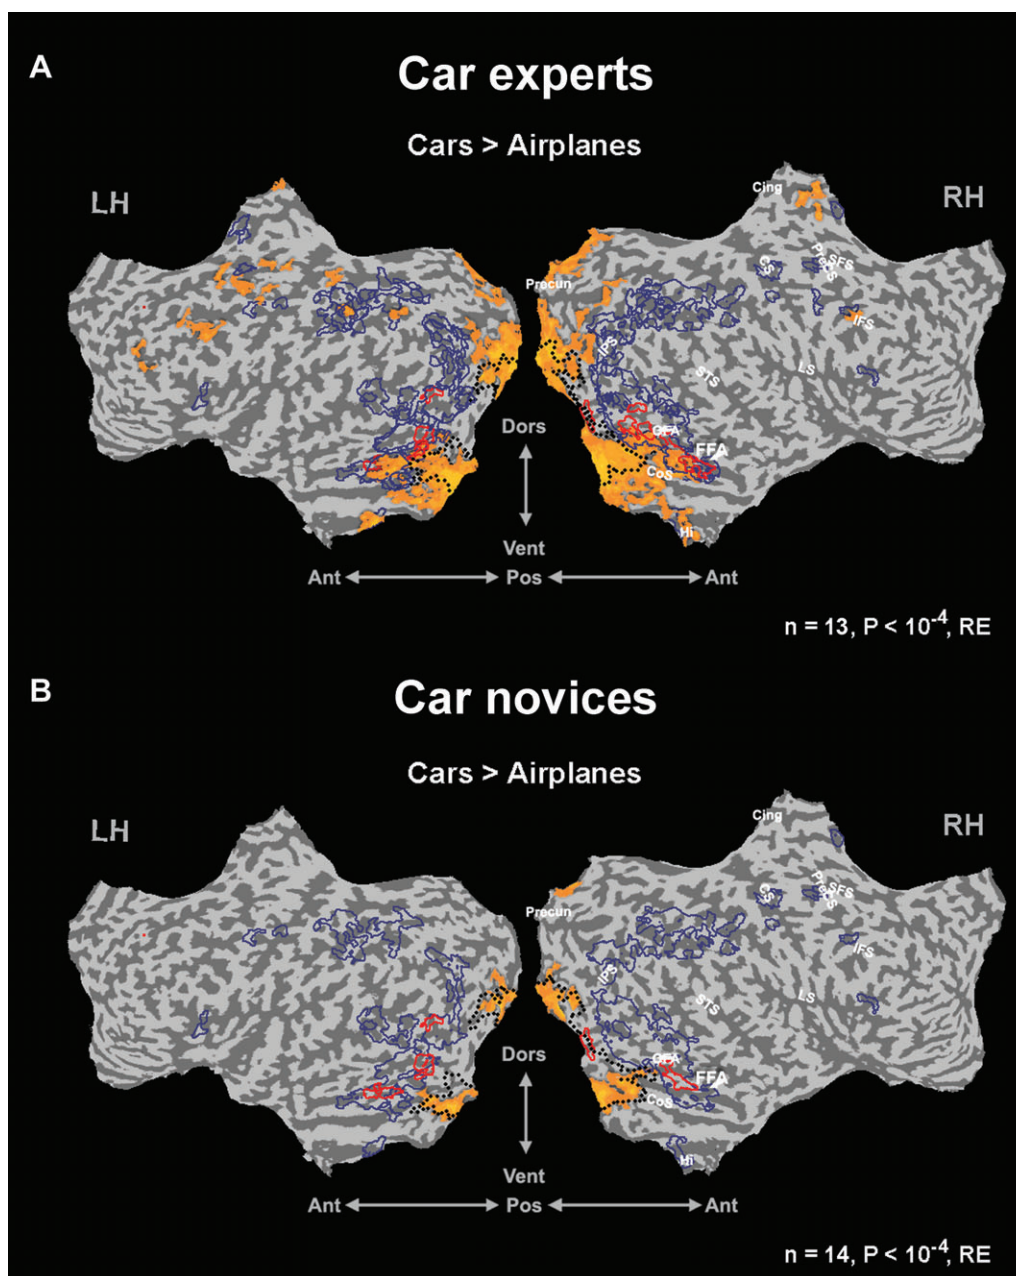 A
Car experts
Cars > Airplanes
LH
RH
Cing
CS
PreCS
SFS
Precun
IPS
IFS
STS
LS
OFA
FFA
CoS
Hi
Dors
Vent
Ant
Pos
Ant
n = 13, P < 10⁻⁴, RE
B
Car novices
Cars > Airplanes
LH
RH
Cing
CS
PreCS
SFS
Precun
IPS
IFS
STS
LS
OFA
FFA
CoS
Hi
Dors
Vent
Ant
Pos
Ant
n = 14, P < 10⁻⁴, RE